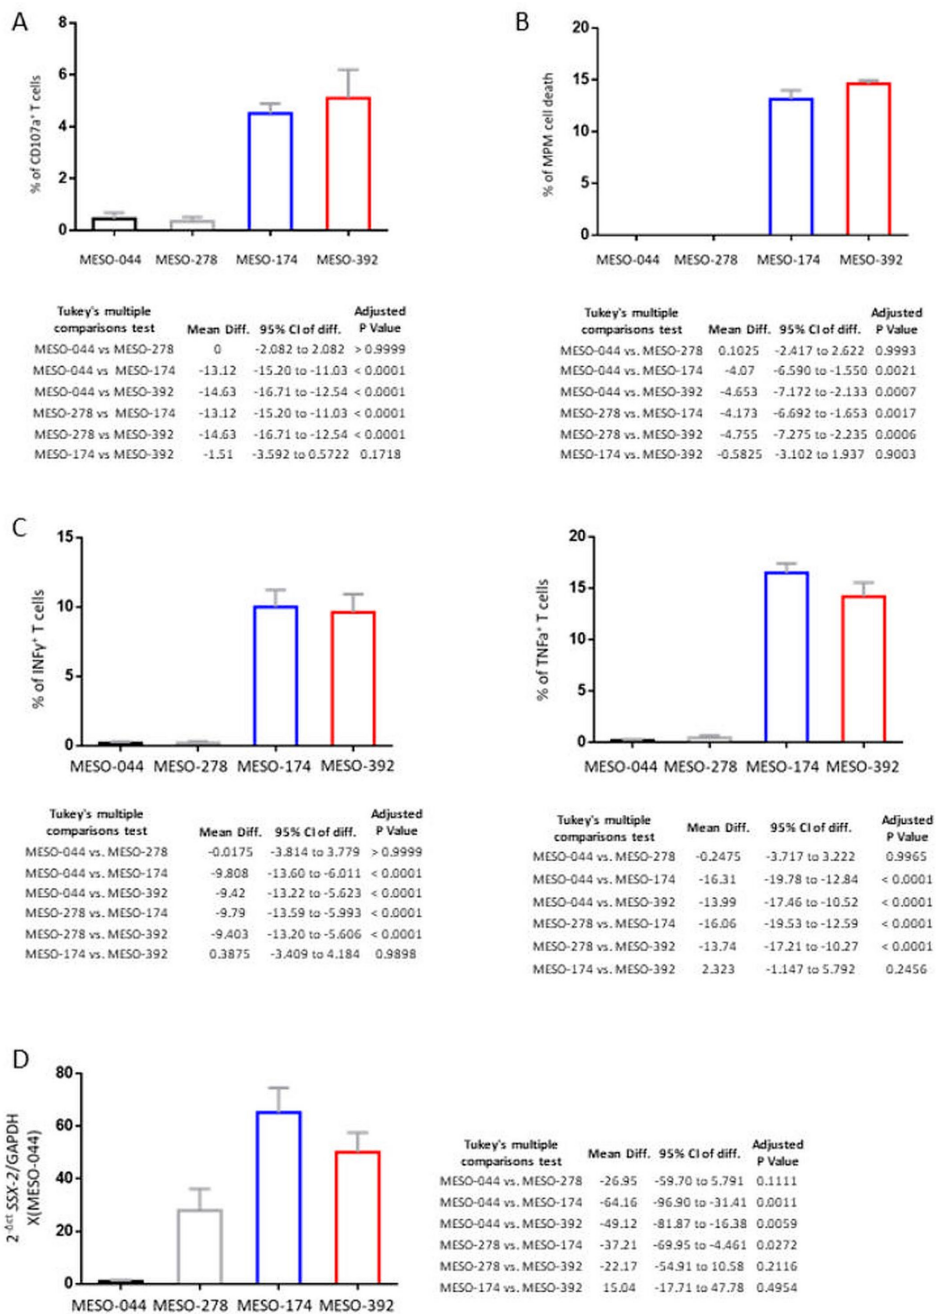 A
8
6
4
2
0
% of CD107a⁺ T cells
MESO-044 MESO-278 MESO-174 MESO-392
Tukey's multiple comparisons test Mean Diff. 95% CI of diff. Adjusted P Value
MESO-044 vs MESO-278 0 -2.082 to 2.082 > 0.9999
MESO-044 vs MESO-174 -13.12 -15.20 to -11.03 < 0.0001
MESO-044 vs MESO-392 -14.63 -16.71 to -12.54 < 0.0001
MESO-278 vs MESO-174 -13.12 -15.20 to -11.03 < 0.0001
MESO-278 vs MESO-392 -14.63 -16.71 to -12.54 < 0.0001
MESO-174 vs MESO-392 -1.51 -3.592 to 0.5722 0.1718
B
20
15
10
5
0
% of MPM cell death
MESO-044 MESO-278 MESO-174 MESO-392
Tukey's multiple comparisons test Mean Diff. 95% CI of diff. Adjusted P Value
MESO-044 vs. MESO-278 0.1025 -2.417 to 2.622 0.9993
MESO-044 vs. MESO-174 -4.07 -6.590 to -1.550 0.0021
MESO-044 vs. MESO-392 -4.653 -7.172 to -2.133 0.0007
MESO-278 vs. MESO-174 -4.173 -6.692 to -1.653 0.0017
MESO-278 vs. MESO-392 -4.755 -7.275 to -2.235 0.0006
MESO-174 vs. MESO-392 -0.5825 -3.102 to 1.937 0.9003
C
15
10
5
0
% of INFγ⁺ T cells
MESO-044 MESO-278 MESO-174 MESO-392
Tukey's multiple comparisons test Mean Diff. 95% CI of diff. Adjusted P Value
MESO-044 vs. MESO-278 -0.0175 -3.814 to 3.779 > 0.9999
MESO-044 vs. MESO-174 -9.808 -13.60 to -6.011 < 0.0001
MESO-044 vs. MESO-392 -9.42 -13.22 to -5.623 < 0.0001
MESO-278 vs. MESO-174 -9.79 -13.59 to -5.993 < 0.0001
MESO-278 vs. MESO-392 -9.403 -13.20 to -5.606 < 0.0001
MESO-174 vs. MESO-392 0.3875 -3.409 to 4.184 0.9898
20
15
10
5
0
% of TNFa⁺ T cells
MESO-044 MESO-278 MESO-174 MESO-392
Tukey's multiple comparisons test Mean Diff. 95% CI of diff. Adjusted P Value
MESO-044 vs. MESO-278 -0.2475 -3.717 to 3.222 0.9965
MESO-044 vs. MESO-174 -16.31 -19.78 to -12.84 < 0.0001
MESO-044 vs. MESO-392 -13.99 -17.46 to -10.52 < 0.0001
MESO-278 vs. MESO-174 -16.06 -19.53 to -12.59 < 0.0001
MESO-278 vs. MESO-392 -13.74 -17.21 to -10.27 < 0.0001
MESO-174 vs. MESO-392 2.323 -1.147 to 5.792 0.2456
D
80
60
40
20
0
2^-δct SSX-2/GAPDH
X(MESO-044)
MESO-044 MESO-278 MESO-174 MESO-392
Tukey's multiple comparisons test Mean Diff. 95% CI of diff. Adjusted P Value
MESO-044 vs. MESO-278 -26.95 -59.70 to 5.791 0.1111
MESO-044 vs. MESO-174 -64.16 -96.90 to -31.41 0.0011
MESO-044 vs. MESO-392 -49.12 -81.87 to -16.38 0.0059
MESO-278 vs. MESO-174 -37.21 -69.95 to -4.461 0.0272
MESO-278 vs. MESO-392 -22.17 -54.91 to 10.58 0.2116
MESO-174 vs. MESO-392 15.04 -17.71 to 47.78 0.4954